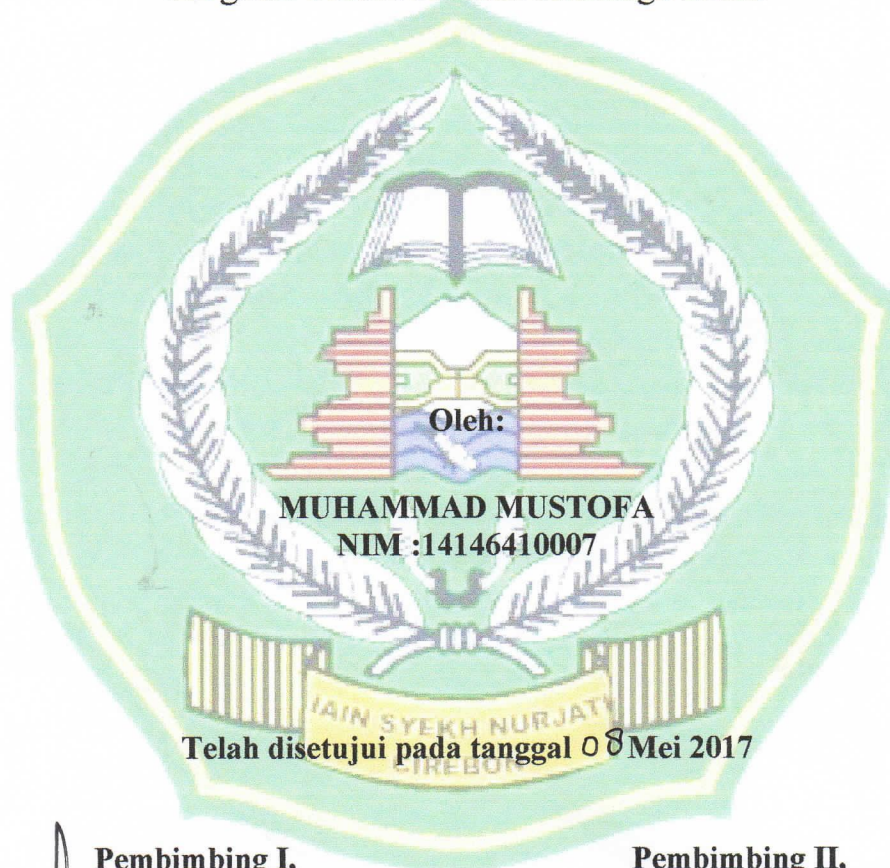 Oleh:
MUHAMMAD MUSTOFA
NIM :14146410007
IAIN SYEKH NURJATI
CIREBON
Telah disetujui pada tanggal 08 Mei 2017
Pembimbing I,
Pembimbing II,